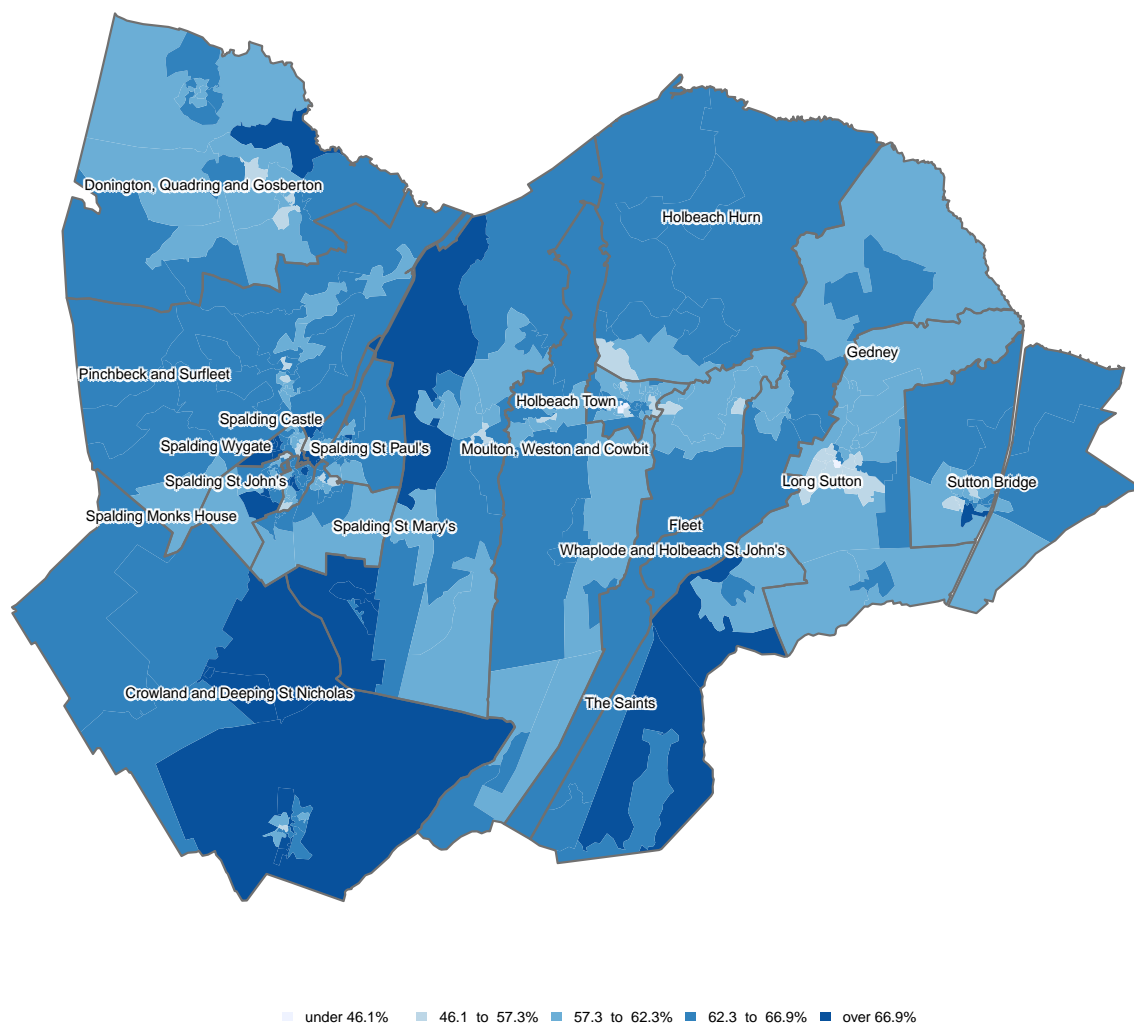 Donington, Quadring and Gosberton
Holbeach Hurn
Gedney
Pinchbeck and Surfleet
Holbeach Town
Spalding Castle
Spalding Wygate
Spalding St Paul's
Moulton, Weston and Cowbit
Spalding St John's
Long Sutton
Sutton Bridge
Spalding Monks House
Spalding St Mary's
Fleet
Whaplode and Holbeach St John's
Crowland and Deeping St Nicholas
The Saints
under 46.1% 46.1 to 57.3% 57.3 to 62.3% 62.3 to 66.9% over 66.9%